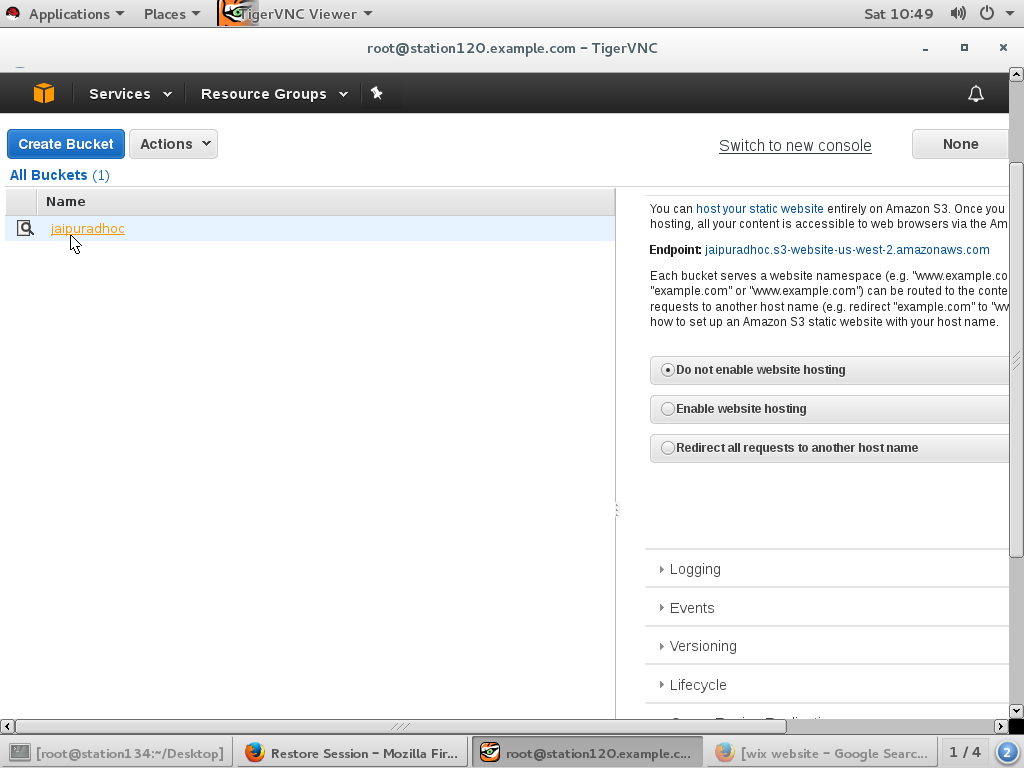 Applications Places TigerVNC Viewer Sat 10:49
root@station120.example.com - TigerVNC
Services Resource Groups
Create Bucket Actions Switch to new console None
All Buckets (1)
Name
jaipuradhoc
You can host your static website entirely on Amazon S3. Once you
hosting, all your content is accessible to web browsers via the Am
Endpoint: jaipuradhoc.s3-website-us-west-2.amazonaws.com
Each bucket serves a website namespace (e.g. "www.example.co
"example.com" or "www.example.com") can be routed to the conte
requests to another host name (e.g. redirect "example.com" to "ww
how to set up an Amazon S3 static website with your host name.
Do not enable website hosting
Enable website hosting
Redirect all requests to another host name
Logging
Events
Versioning
Lifecycle
[root@station134:~/Desktop] Restore Session - Mozilla Fir... root@station120.example.c... [wix website - Google Searc... 1 / 4 2